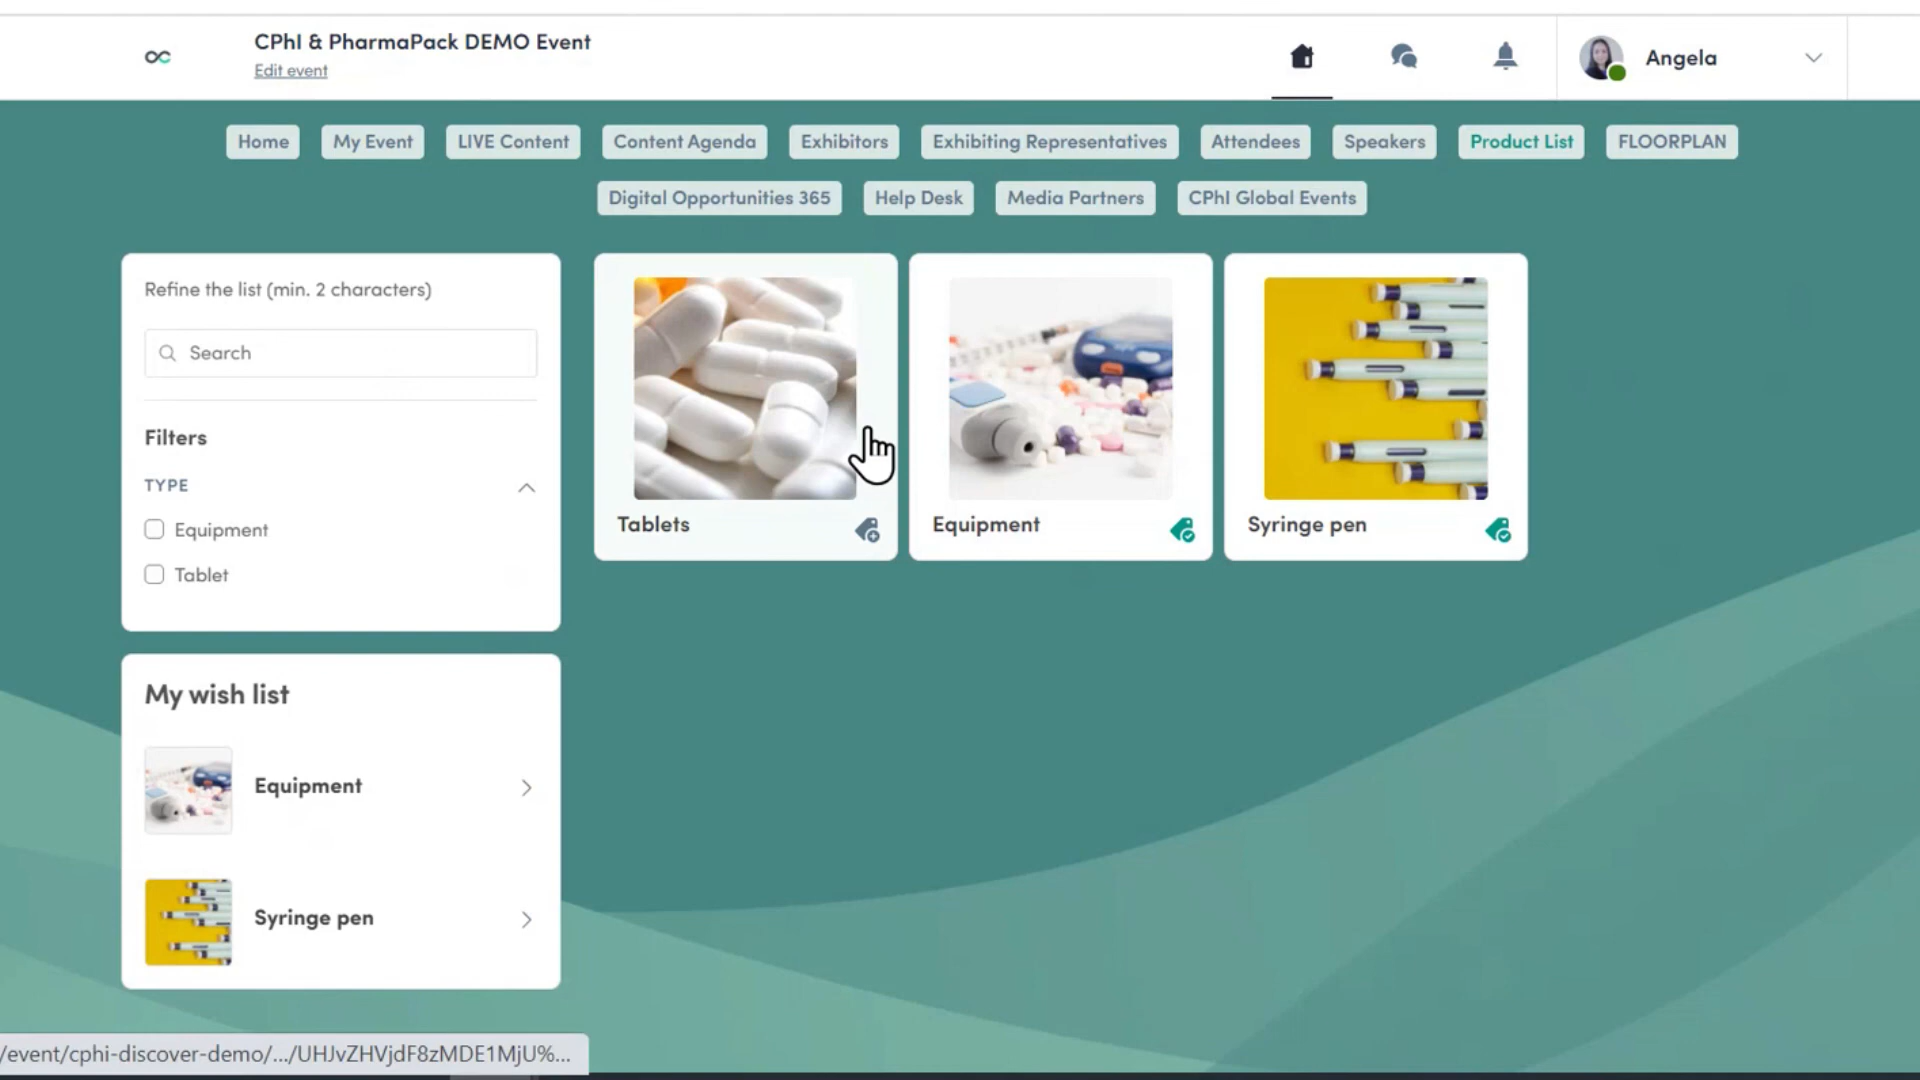 CPhI & PharmaPack DEMO Event
Edit event
Angela
Home
My Event
LIVE Content
Content Agenda
Exhibitors
Exhibiting Representatives
Attendees
Speakers
Product List
FLOORPLAN
Digital Opportunities 365
Help Desk
Media Partners
CPhI Global Events
Refine the list (min. 2 characters)
Search
Filters
TYPE
Equipment
Tablet
Tablets
Equipment
Syringe pen
My wish list
Equipment
Syringe pen
/event/cphi-discover-demo/.../UHJvZHVjdF8zMDE1MjU%...